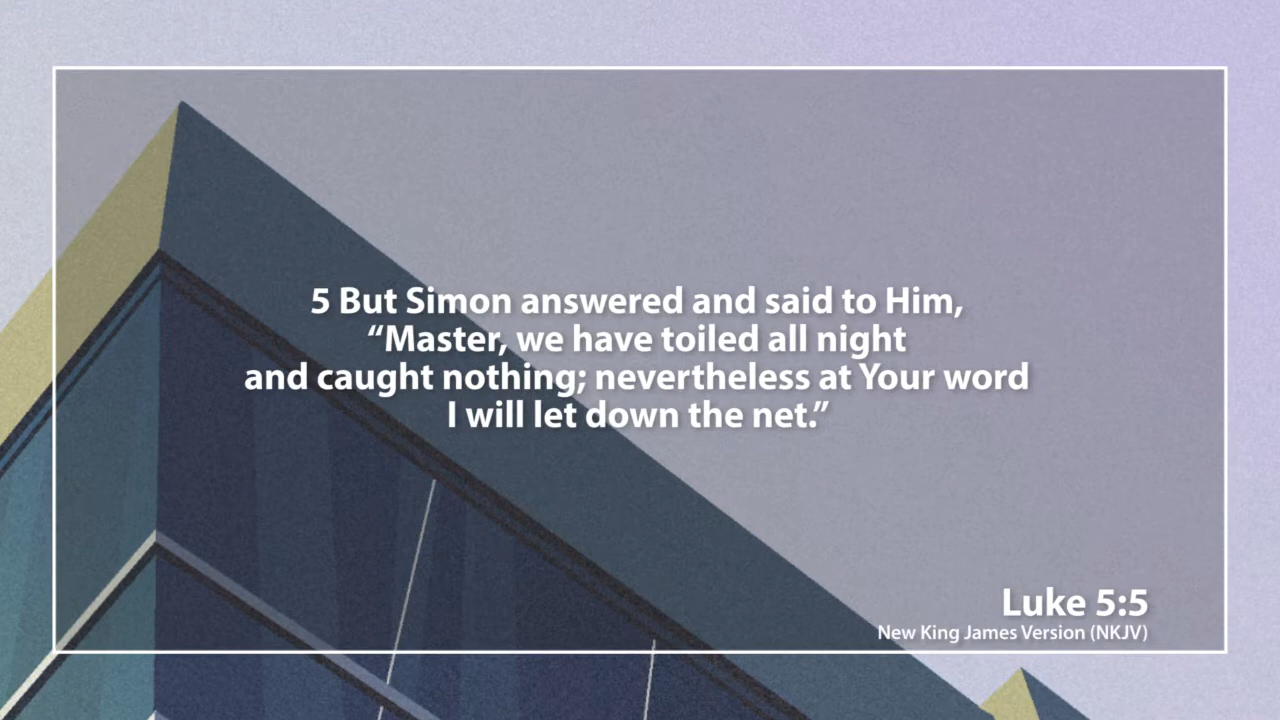 5 But Simon answered and said to Him,
“Master, we have toiled all night
and caught nothing; nevertheless at Your word
I will let down the net.”
Luke 5:5
New King James Version (NKJV)